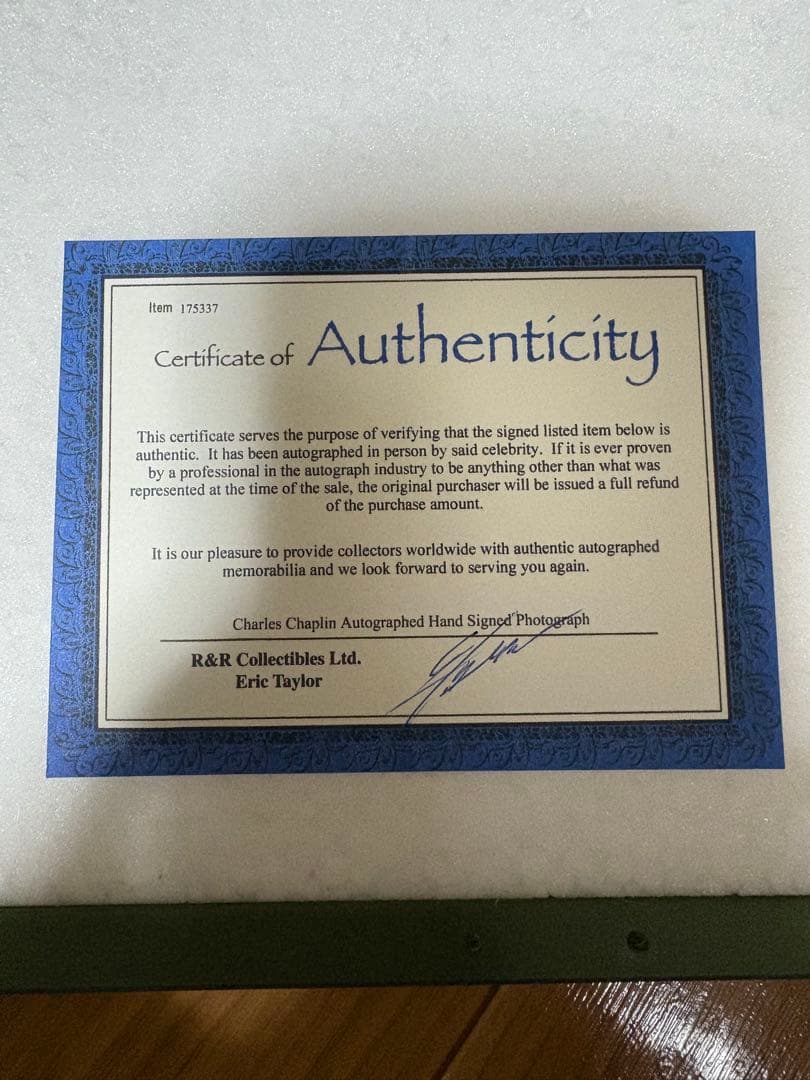 Item 175337
Certificate of Authenticity
This certificate serves the purpose of verifying that the signed listed item below is
authentic. It has been autographed in person by said celebrity. If it is ever proven
by a professional in the autograph industry to be anything other than what was
represented at the time of the sale, the original purchaser will be issued a full refund
of the purchase amount.
It is our pleasure to provide collectors worldwide with authentic autographed
memorabilia and we look forward to serving you again.
Charles Chaplin Autographed Hand Signed Photograph
R&R Collectibles Ltd.
Eric Taylor